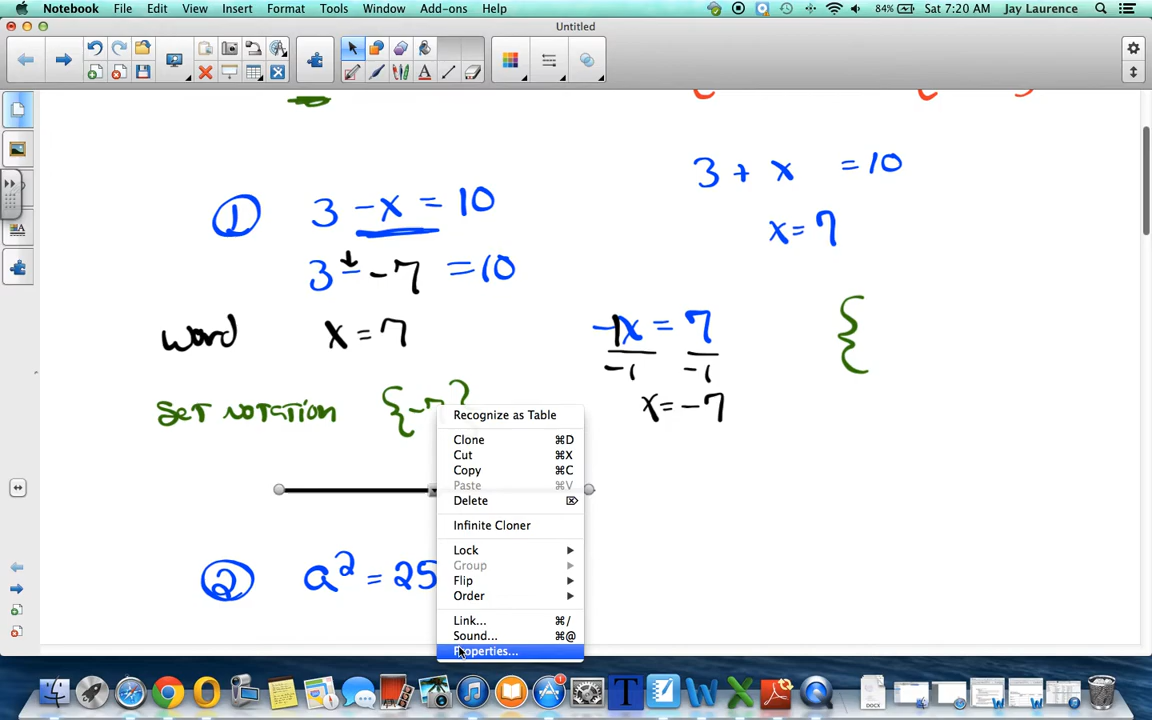 Notebook File Edit View Insert Format Tools Window Add-ons Help 84% Sat 7:20 AM Jay Laurence
Untitled
3 + x = 10
① 3 - x = 10
x = 7
3 - -7 = 10
word x = 7
-1x = 7
{
-1 -1
x = -7
SET NOTATION {-7}
Recognize as Table
Clone ⌘D
Cut ⌘X
Copy ⌘C
Paste ⌘V
Delete
Infinite Cloner
Lock
Group
Flip
Order
Link... ⌘/
Sound... ⌘@
Properties...
② a² = 25